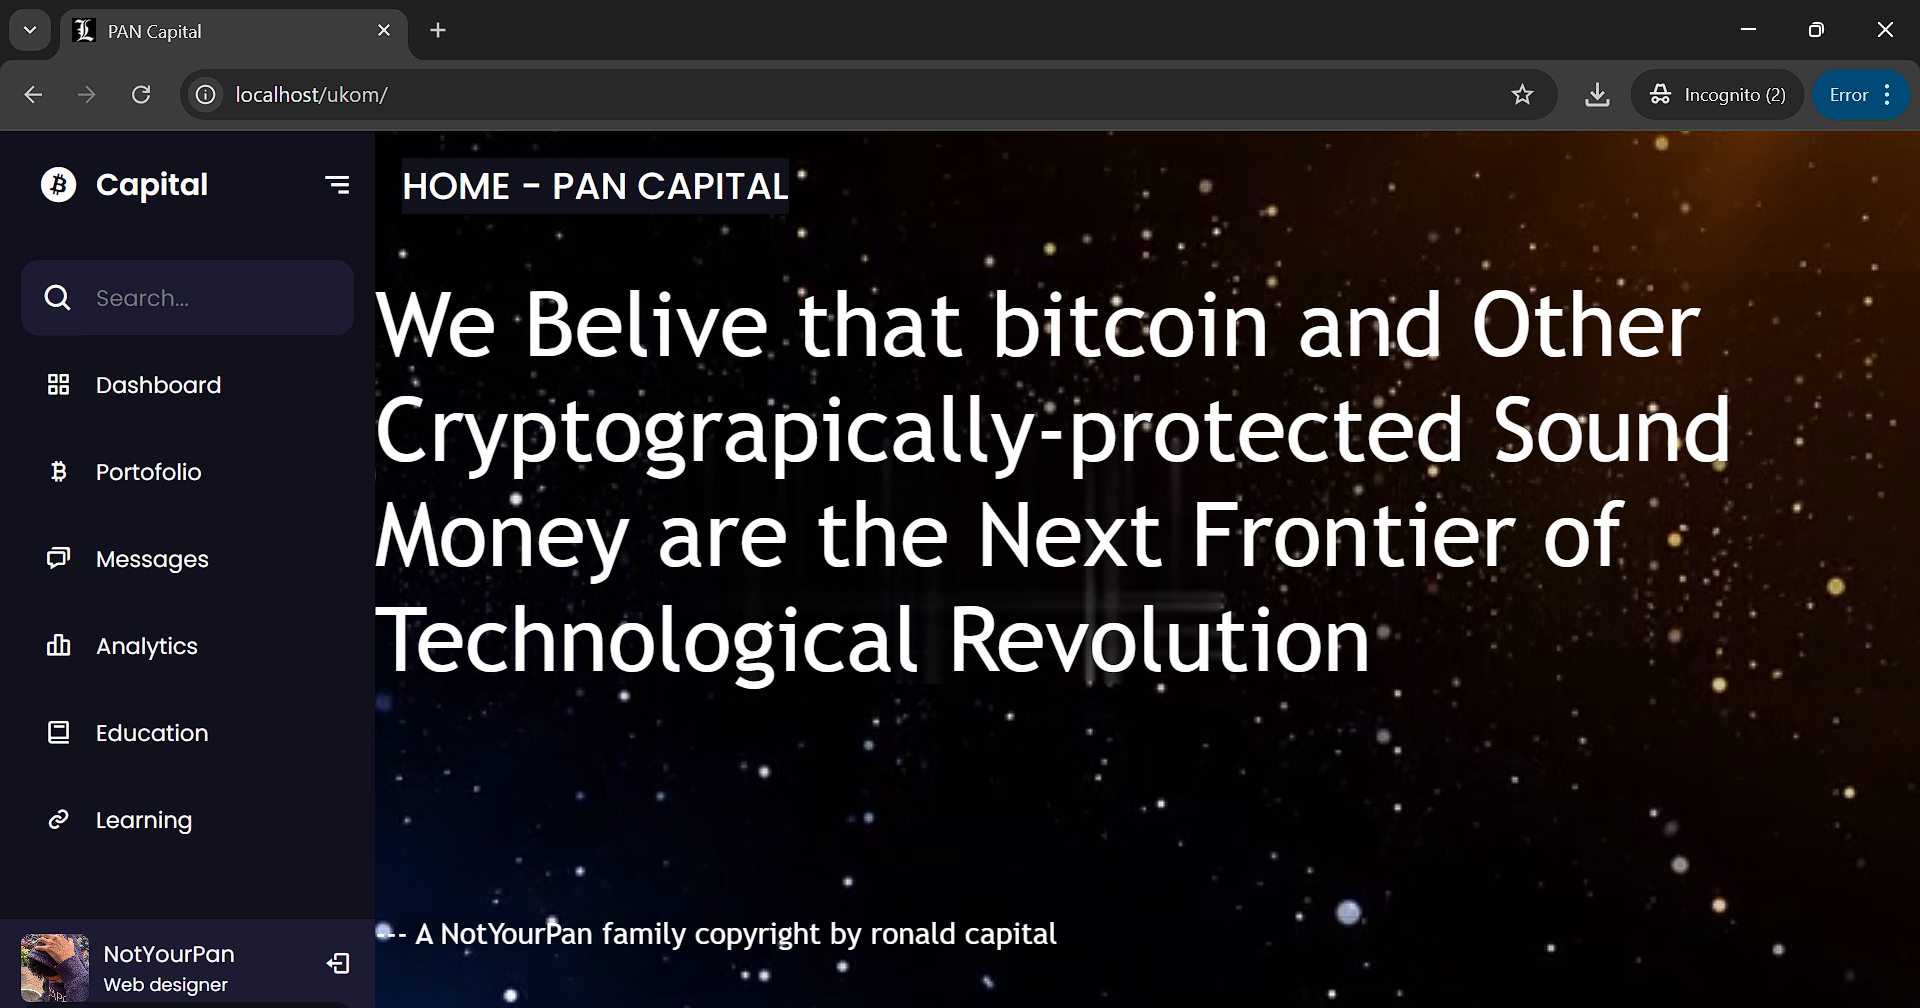 PAN Capital
localhost/ukom/
Incognito (2)
Error
Capital
Search...
Dashboard
Portofolio
Messages
Analytics
Education
Learning
NotYourPan
Web designer
HOME - PAN CAPITAL
We Belive that bitcoin and Other
Cryptograpically-protected Sound
Money are the Next Frontier of
Technological Revolution
--- A NotYourPan family copyright by ronald capital